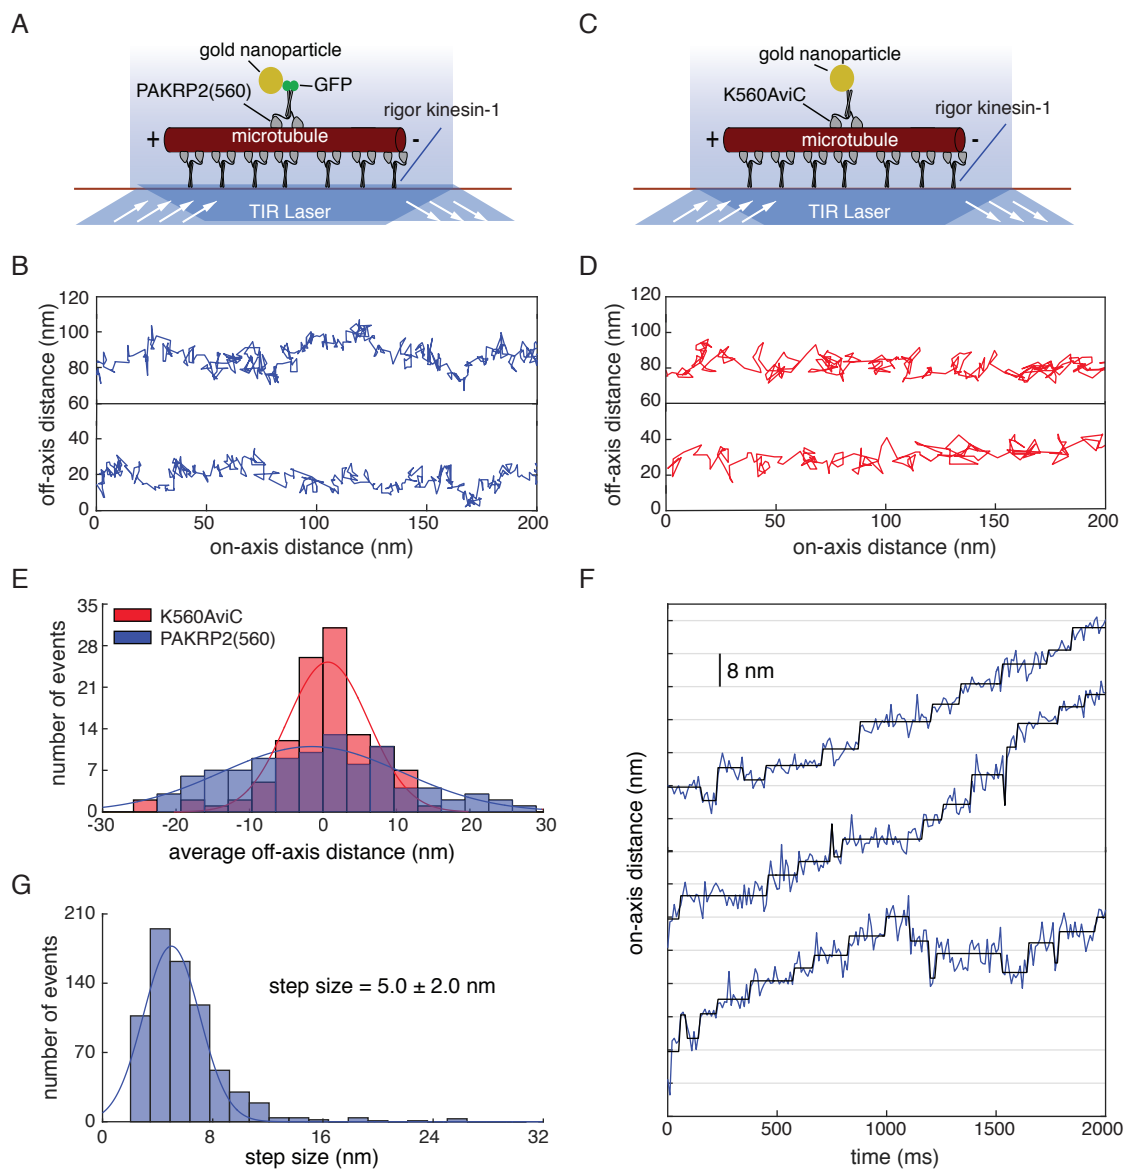 A
gold nanoparticle
PAKRP2(560)
GFP
rigor kinesin-1
+
microtubule
-
TIR Laser
C
gold nanoparticle
K560AviC
rigor kinesin-1
+
microtubule
-
TIR Laser
B
off-axis distance (nm)
120
100
80
60
40
20
0
0
50
100
150
200
on-axis distance (nm)
D
off-axis distance (nm)
120
100
80
60
40
20
0
0
50
100
150
200
on-axis distance (nm)
E
number of events
35
28
21
14
7
0
K560AviC
PAKRP2(560)
-30
-20
-10
0
10
20
30
average off-axis distance (nm)
F
on-axis distance (nm)
8 nm
0
500
1000
1500
2000
time (ms)
G
number of events
210
140
70
0
step size = 5.0 ± 2.0 nm
0
8
16
24
32
step size (nm)